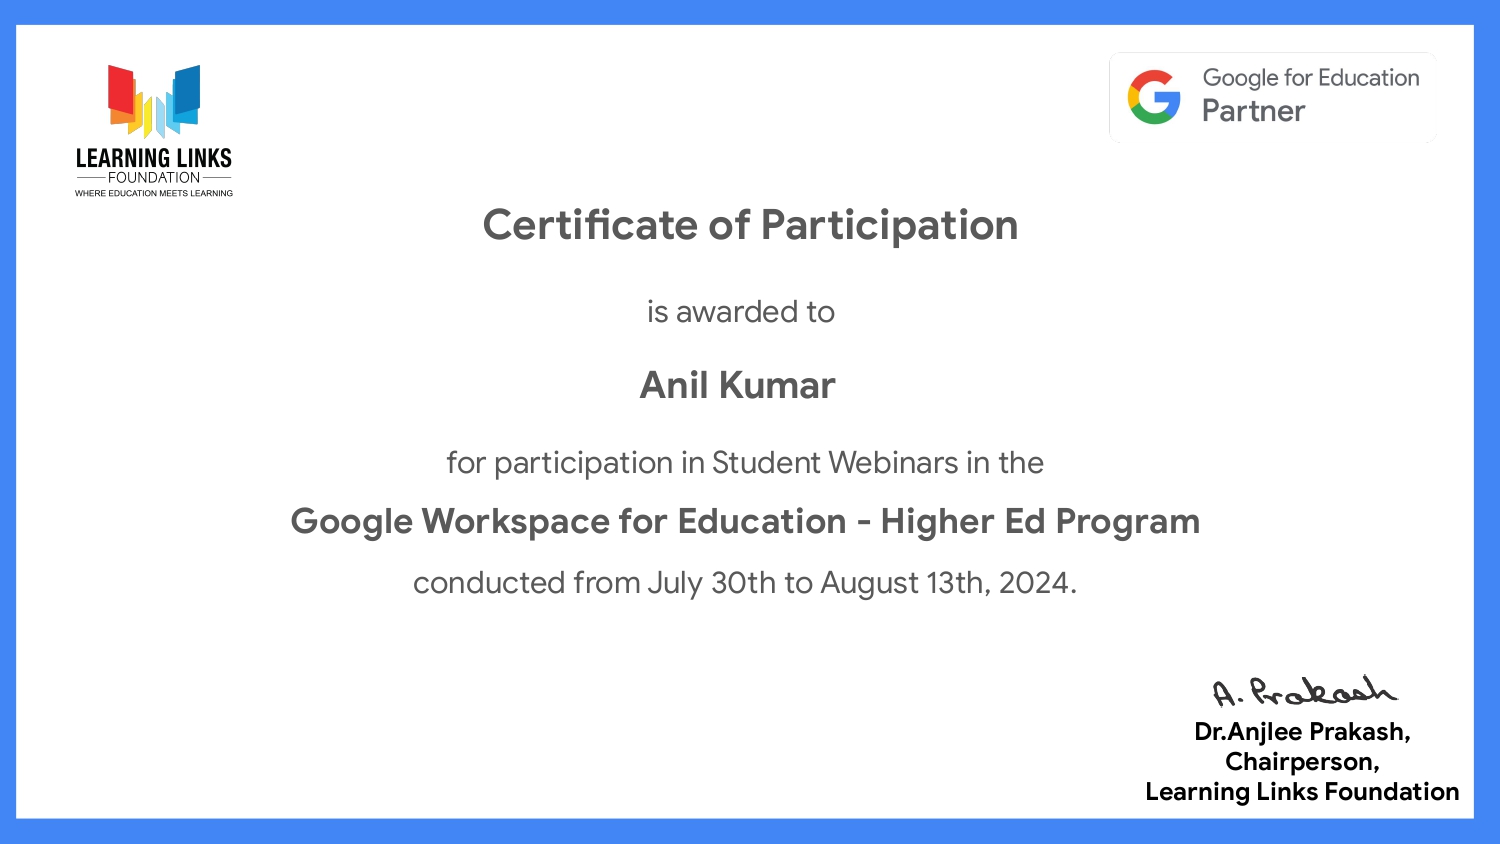 LEARNING LINKS
FOUNDATION
WHERE EDUCATION MEETS LEARNING
Google for Education
Partner
Certificate of Participation
is awarded to
Anil Kumar
for participation in Student Webinars in the
Google Workspace for Education - Higher Ed Program
conducted from July 30th to August 13th, 2024.
A. Prakash
Dr.Anjlee Prakash,
Chairperson,
Learning Links Foundation